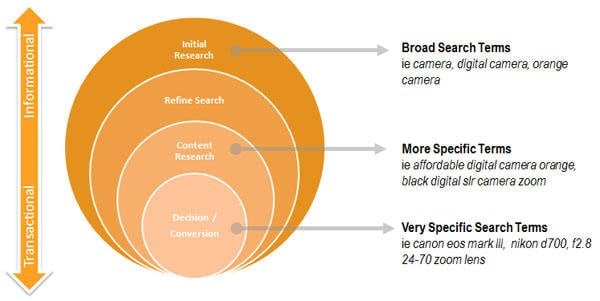 Informational
Transactional
Initial
Research
Refine Search
Content
Research
Decision /
Conversion
Broad Search Terms
ie camera, digital camera, orange
camera
More Specific Terms
ie affordable digital camera orange,
black digital slr camera zoom
Very Specific Search Terms
ie canon eos mark III,  nikon d700, f2.8
24-70 zoom lens